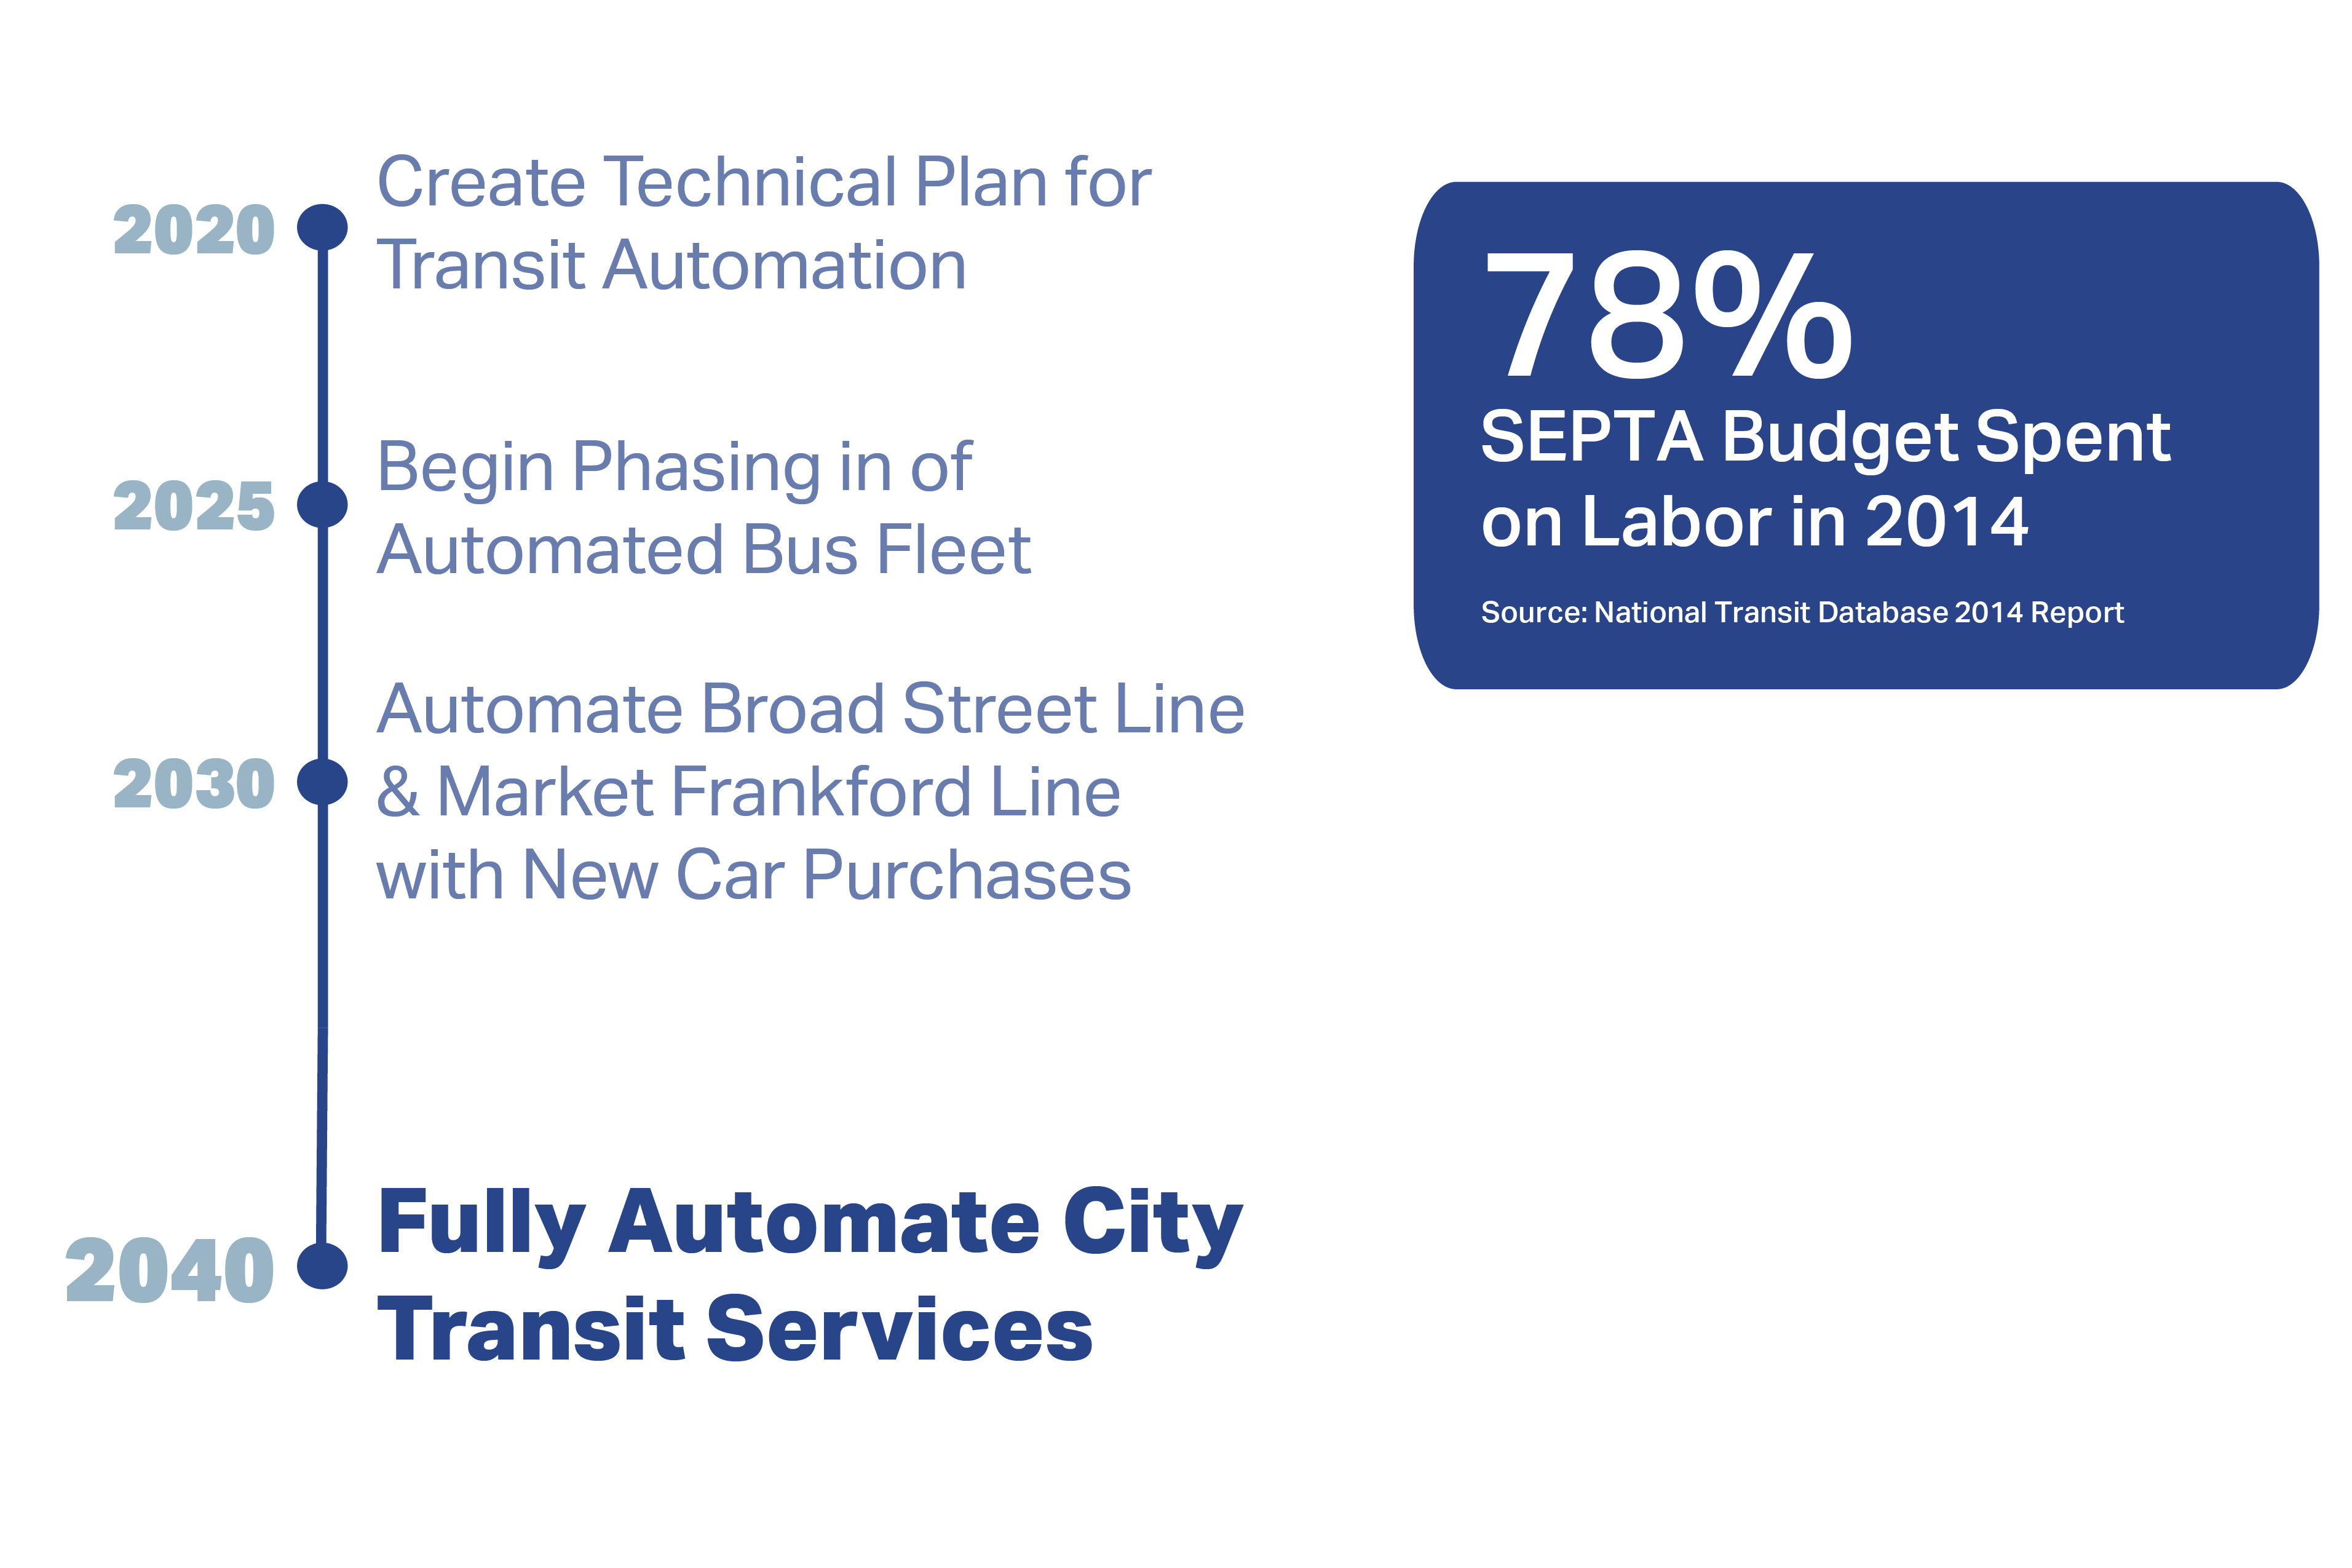 2020
Create Technical Plan for
Transit Automation
2025
Begin Phasing in of
Automated Bus Fleet
2030
Automate Broad Street Line
& Market Frankford Line
with New Car Purchases
2040
Fully Automate City
Transit Services
78%
SEPTA Budget Spent
on Labor in 2014
Source: National Transit Database 2014 Report